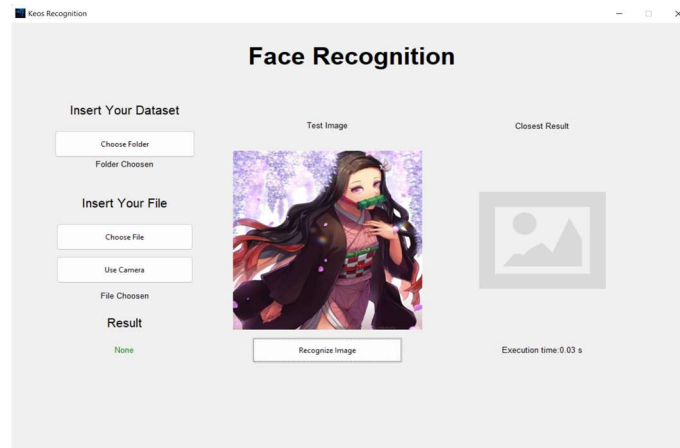 Keos Recognition
Face Recognition
Insert Your Dataset
Choose Folder
Folder Choosen
Insert Your File
Choose File
Use Camera
File Choosen
Result
None
Test Image
Recognize Image
Closest Result
Execution time:0.03 s